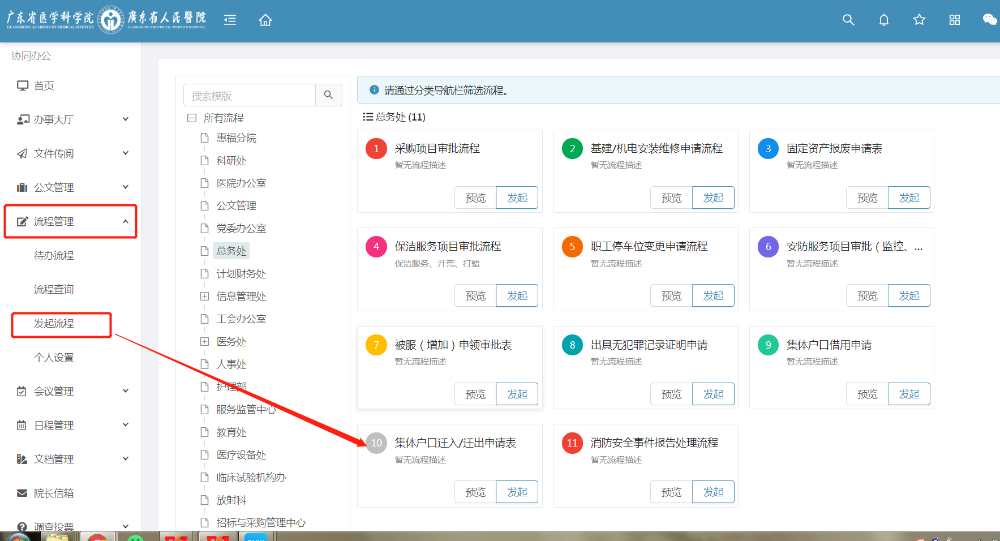 广东省医学科学院
GUANGDONG ACADEMY OF MEDICAL SCIENCES
廣东省人民醫院
GUANGDONG PROVINCIAL PEOPLE'S HOSPITAL
协同办公
首页
办事大厅
文件传阅
公文管理
流程管理
待办流程
流程查询
发起流程
个人设置
会议管理
日程管理
文档管理
院长信箱
调查投票
搜索模版
所有流程
惠福分院
科研处
医院办公室
公文管理
党委办公室
总务处
计划财务处
信息管理处
工会办公室
医务处
人事处
护理部
服务监管中心
教育处
医疗设备处
临床试验机构办
放射科
招标与采购管理中心
请通过分类导航栏筛选流程。
总务处 (11)
1 采购项目审批流程
暂无流程描述
预览 发起
2 基建/机电安装维修申请流程
暂无流程描述
预览 发起
3 固定资产报废申请表
暂无流程描述
预览 发起
4 保洁服务项目审批流程
保洁服务、开荒、打蜡
预览 发起
5 职工停车位变更申请流程
暂无流程描述
预览 发起
6 安防服务项目审批（监控、...
暂无流程描述
预览 发起
7 被服（增加）申领审批表
暂无流程描述
预览 发起
8 出具无犯罪记录证明申请
暂无流程描述
预览 发起
9 集体户口借用申请
暂无流程描述
预览 发起
10 集体户口迁入/迁出申请表
暂无流程描述
预览 发起
11 消防安全事件报告处理流程
暂无流程描述
预览 发起